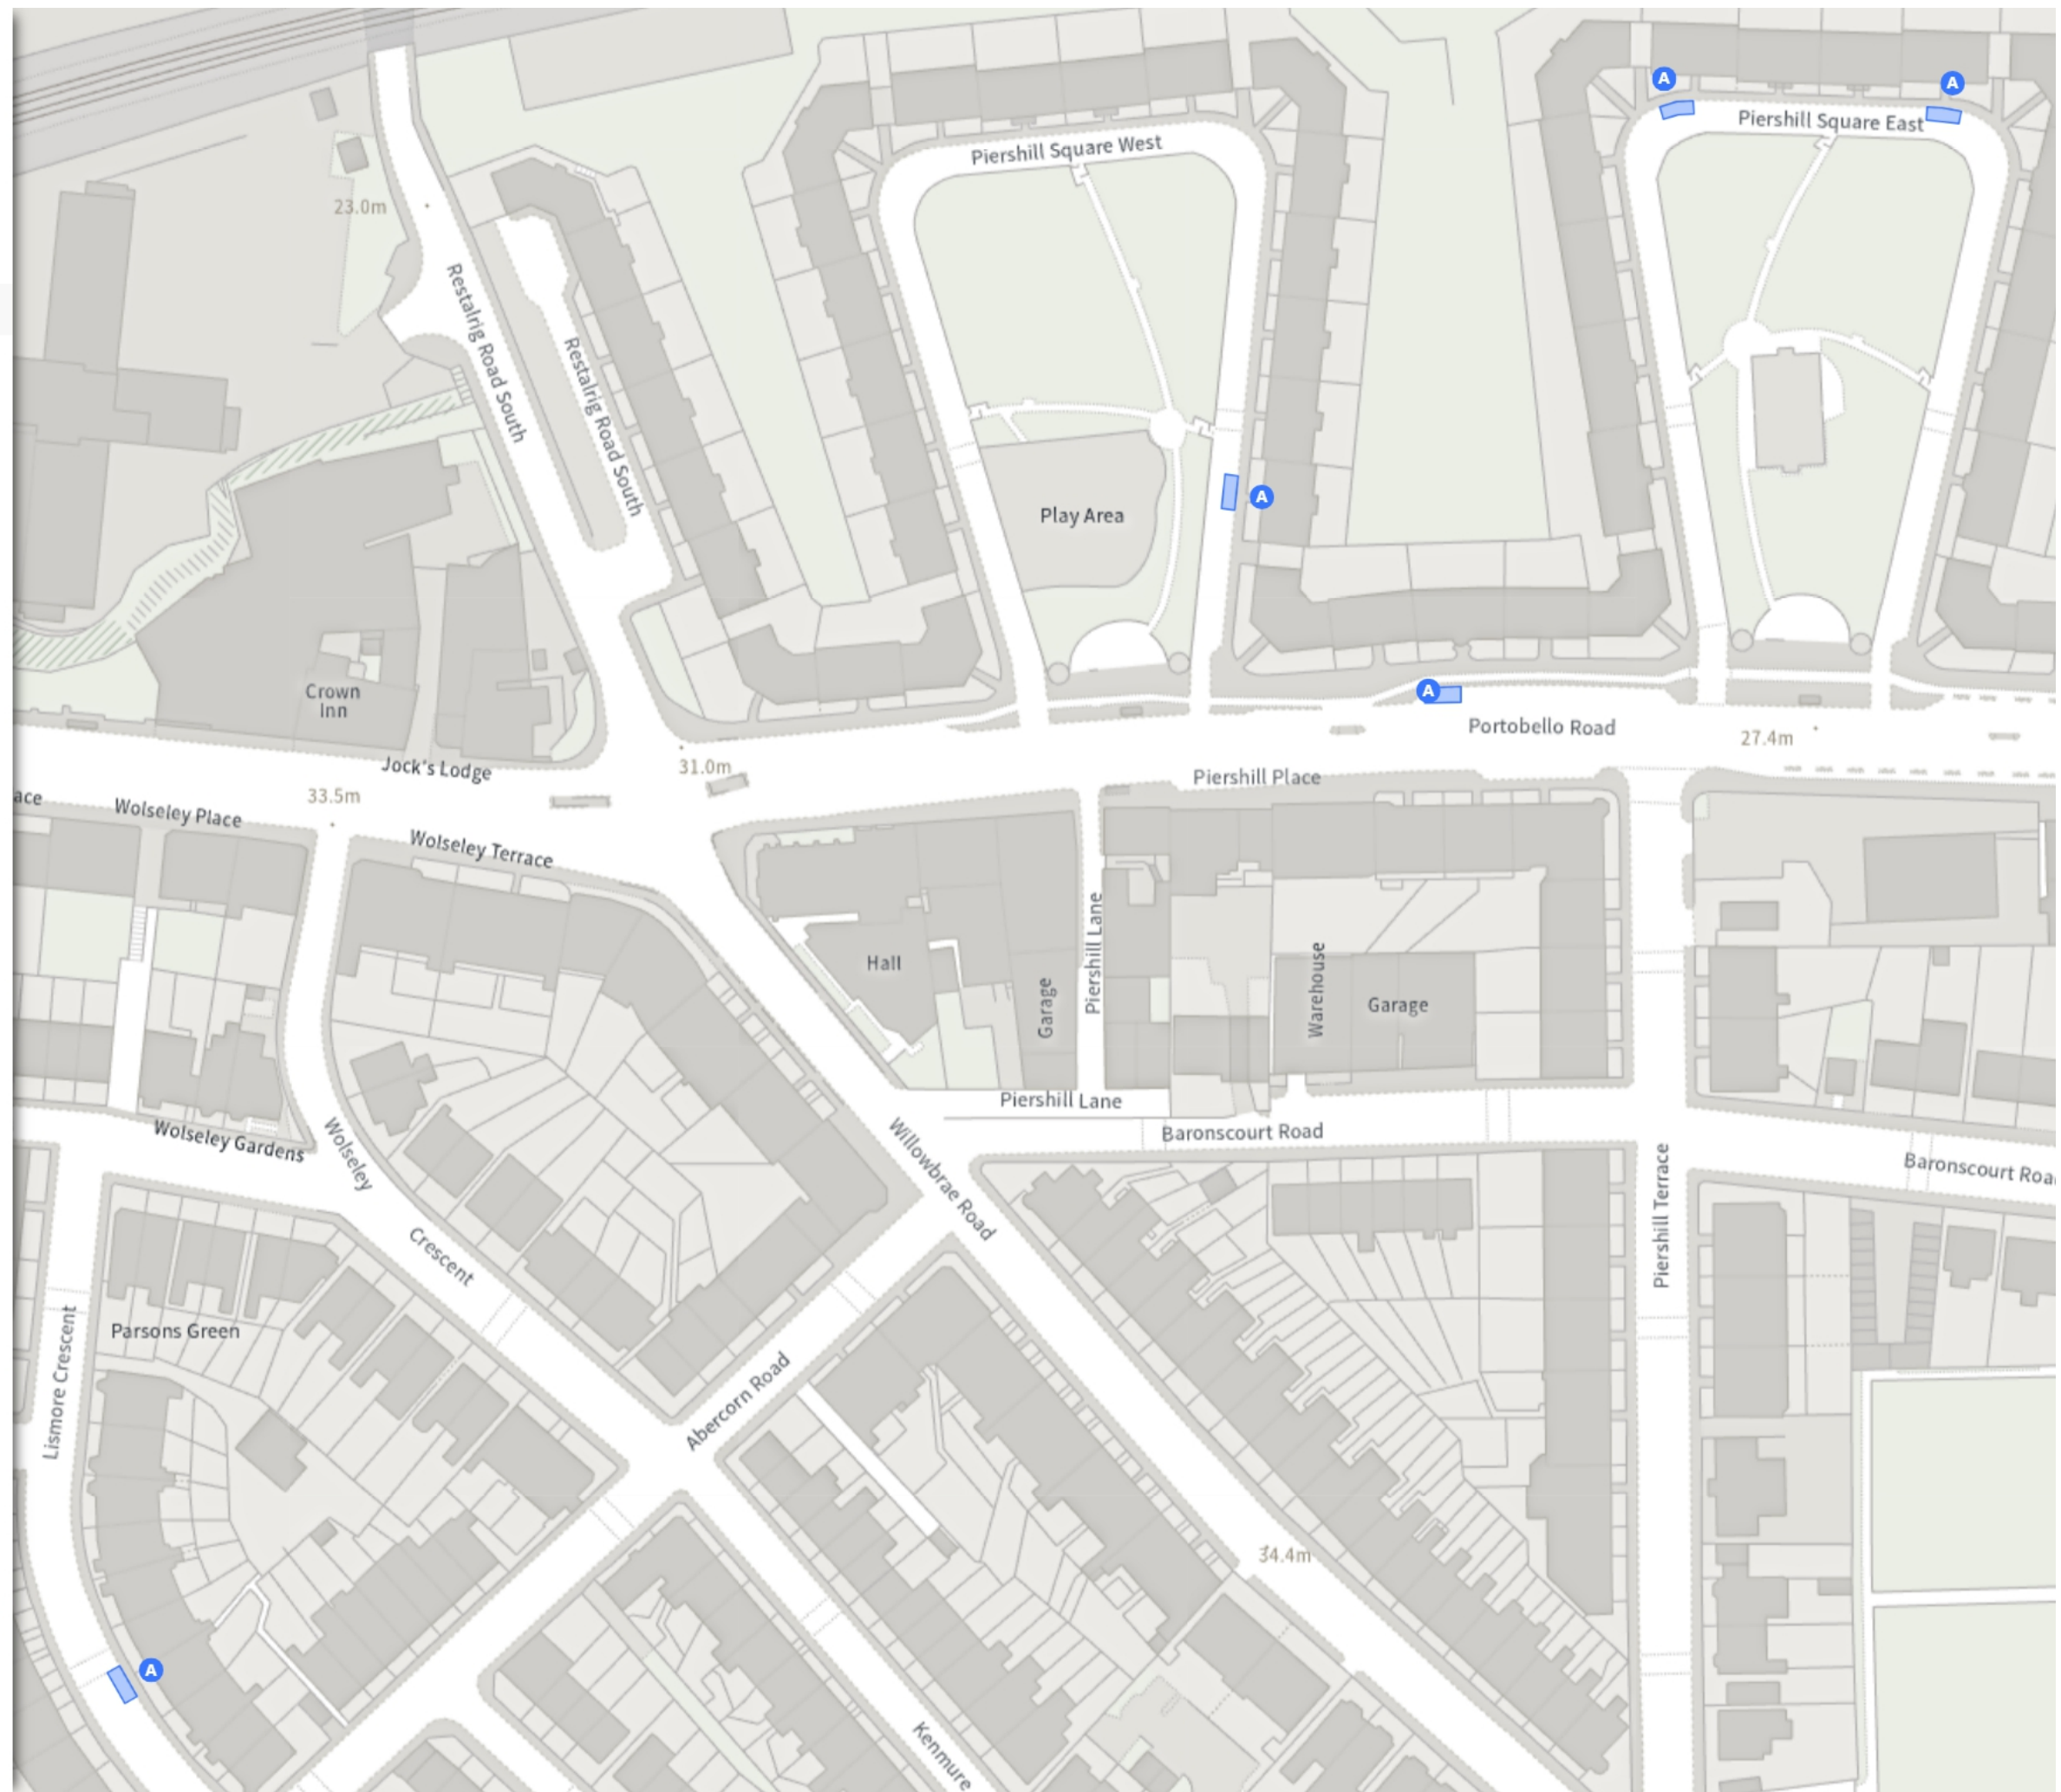 A
A
Piershill Square East
Piershill Square West
23.0m
Restalrig Road South
Restalrig Road South
A
Play Area
Crown
Inn
A
Portobello Road
27.4m
Jock's Lodge
31.0m
Piershill Place
ace
Wolseley Place
33.5m
Wolseley Terrace
Hall
Garage
Piershill Lane
Warehouse
Garage
Piershill Lane
Baronscourt Road
Wolseley Gardens
Wolseley
Crescent
Willowbrae Road
Piershill Terrace
Baronscourt Roa
Parsons Green
Lismore Crescent
Abercorn Road
34.4m
A
Kenmure